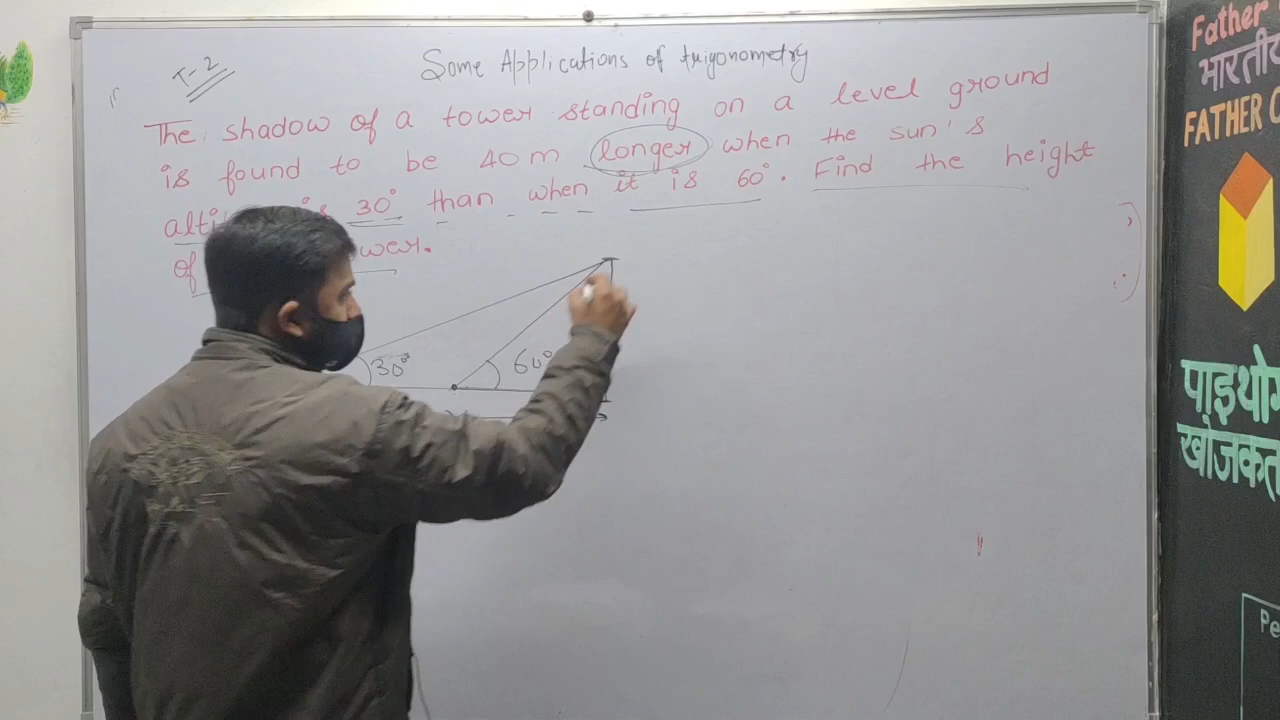 T-2
Some Applications of trigonometry
The shadow of a tower standing on a level ground
is found to be 40m longer when the sun's
30° than when it is 60°. Find the height
of
30°
60°
Father
भारतीय
FATHER O
पाइथोग
खोजकत
Pe